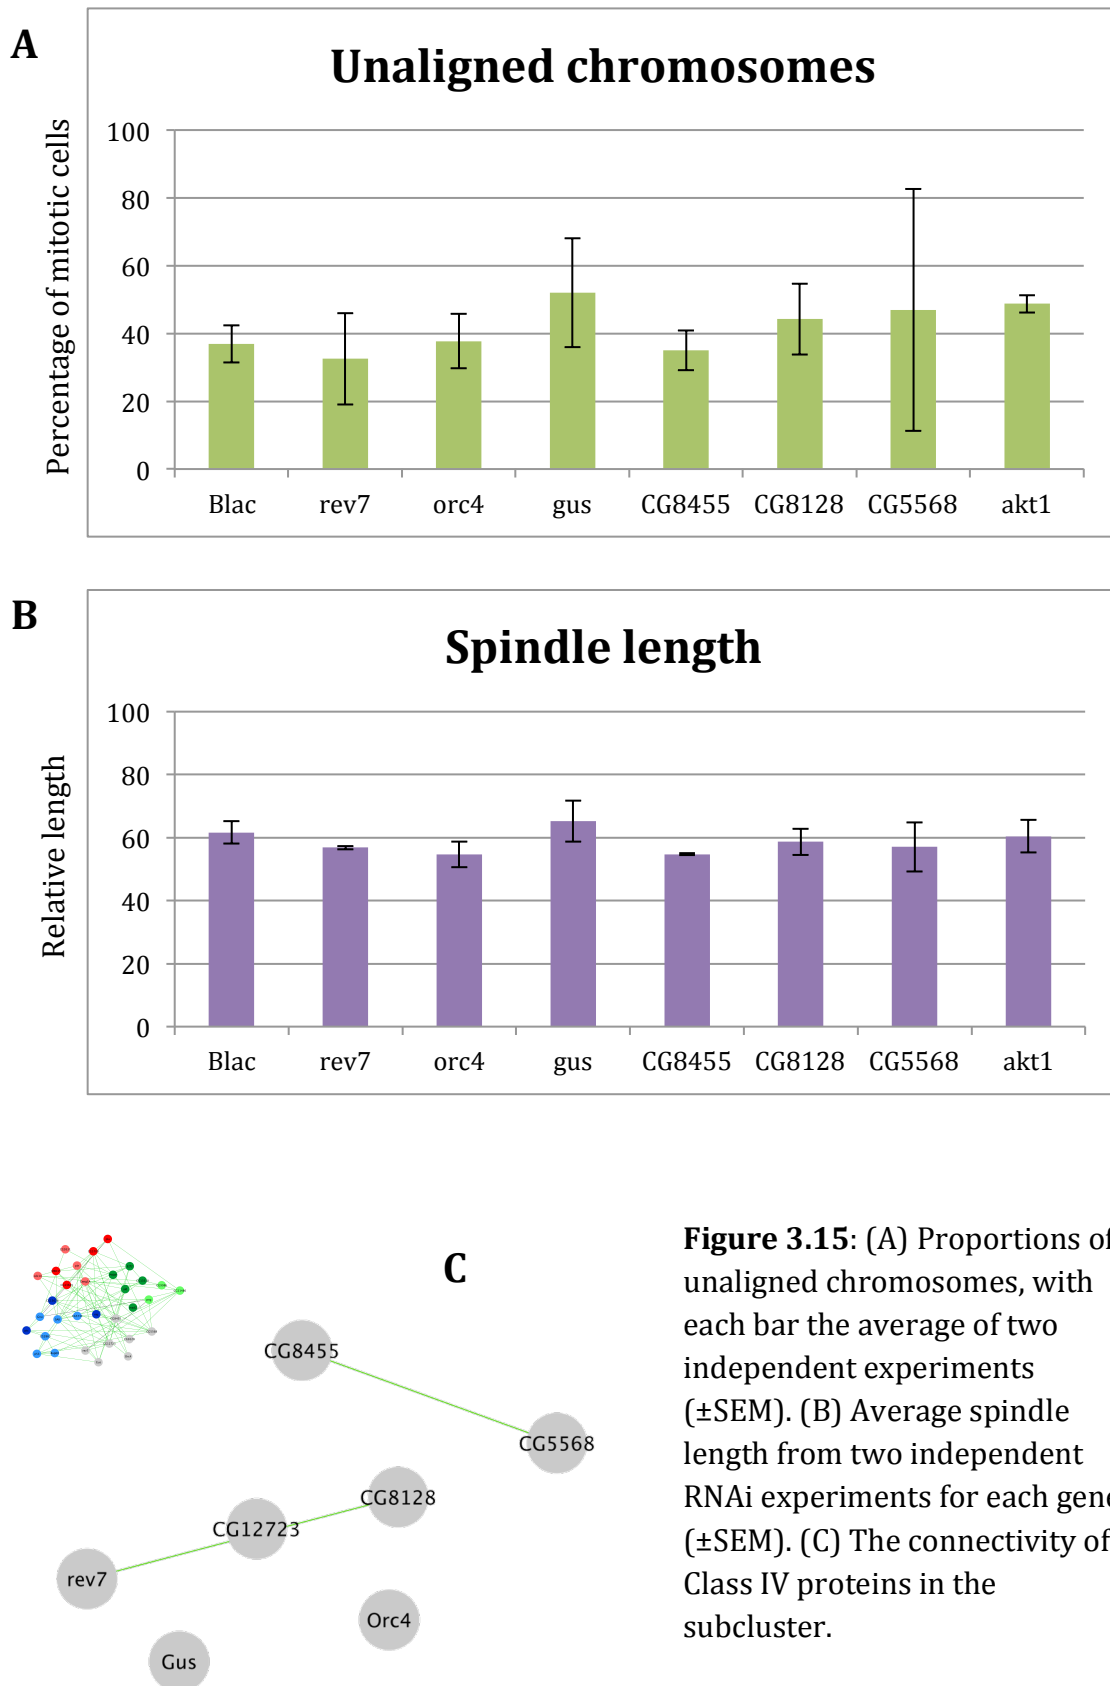 A
Unaligned chromosomes
Percentage of mitotic cells
100
80
60
40
20
0
Blac rev7 orc4 gus CG8455 CG8128 CG5568 akt1
B
Spindle length
Relative length
100
80
60
40
20
0
Blac rev7 orc4 gus CG8455 CG8128 CG5568 akt1
C
CG8455
CG5568
CG8128
CG12723
rev7
Orc4
Gus
Figure 3.15: (A) Proportions of
unaligned chromosomes, with
each bar the average of two
independent experiments
(±SEM). (B) Average spindle
length from two independent
RNAi experiments for each gene
(±SEM). (C) The connectivity of
Class IV proteins in the
subcluster.